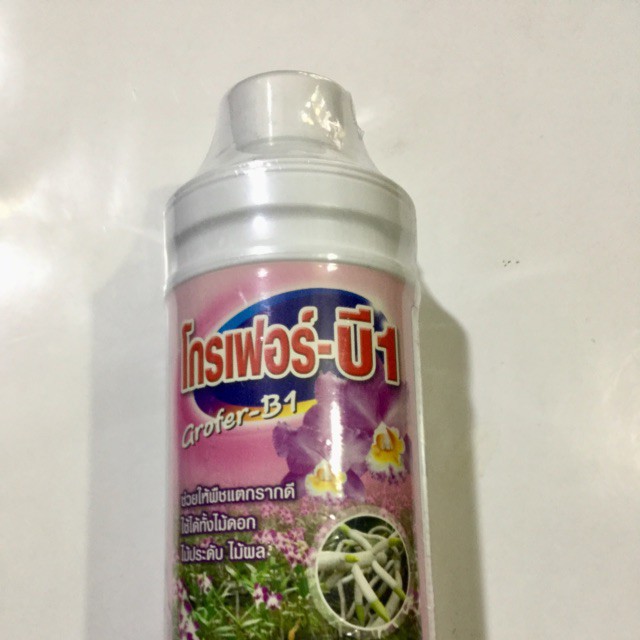 โกรเฟอร์-บี1
Grofer-B1
ช่วยให้พืชแตกรากดี
ใช้ได้ทั้งไม้ดอก
ไม้ประดับ ไม้ผล